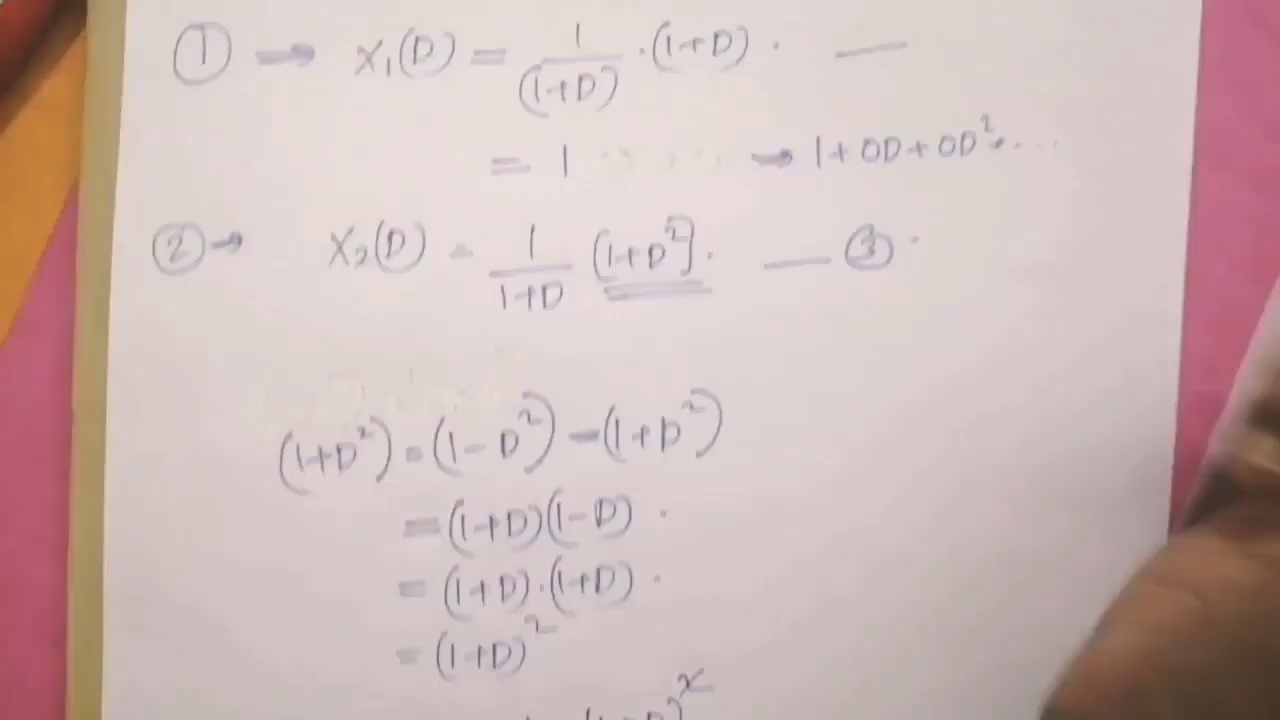 ① → X₁(D) = 1/(1+D) · (1+D) · —
= 1 → 1+0D+0D²+...
② → X₂(D) = 1/1+D (1+D²). — ③
(1+D²) = (1-D²) = (1+D²)
= (1+D)(1-D) .
= (1+D).(1+D) .
= (1+D)²